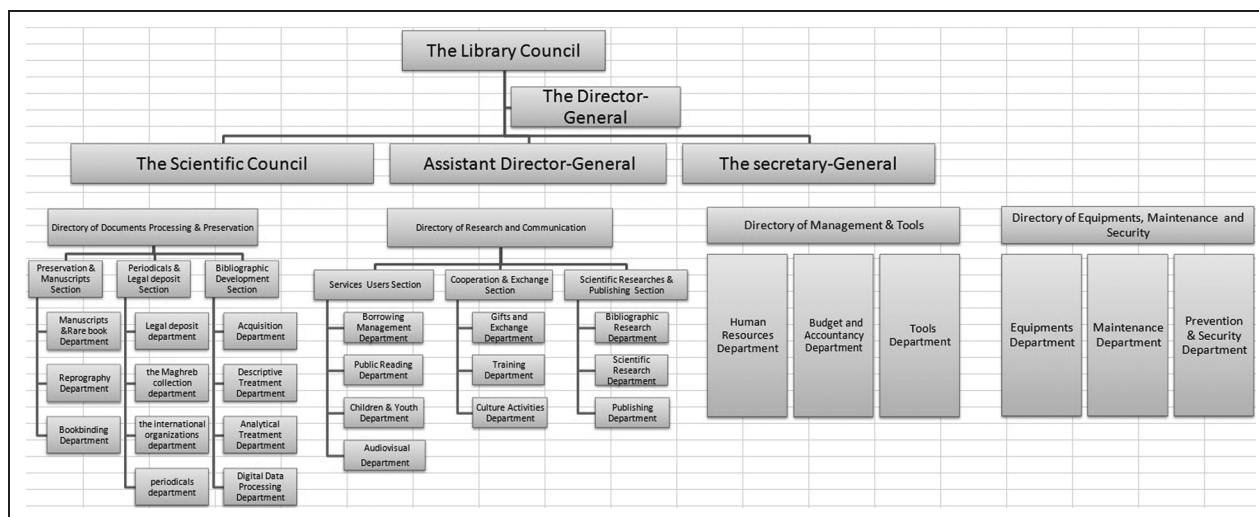 The Library Council
The Director-
General
The Scientific Council
Assistant Director-General
The secretary-General
Directory of Documents Processing & Preservation
Preservation &
Manuscripts
Section
Manuscripts
&Rare book
Department
Reprography
Department
Bookbinding
Department
Periodicals &
Legal deposit
Section
Legal deposit
department
the Maghreb
collection
department
the international
organizations
department
periodicals
department
Bibliographic
Development
Section
Acquisition
Department
Descriptive
Treatment
Department
Analytical
Treatment
Department
Digital Data
Processing
Department
Directory of Research and Communication
Services Users Section
Borrowing
Management
Department
Public Reading
Department
Children & Youth
Department
Audiovisual
Department
Cooperation & Exchange
Section
Gifts and
Exchange
Department
Training
Department
Culture Activities
Department
Scientific Researches &
Publishing Section
Bibliographic
Research
Department
Scientific
Research
Department
Publishing
Department
Directory of Management & Tools
Human
Resources
Department
Budget and
Accountancy
Department
Tools
Department
Directory of Equipments, Maintenance and
Security
Equipments
Department
Maintenance
Department
Prevention
& Security
Department